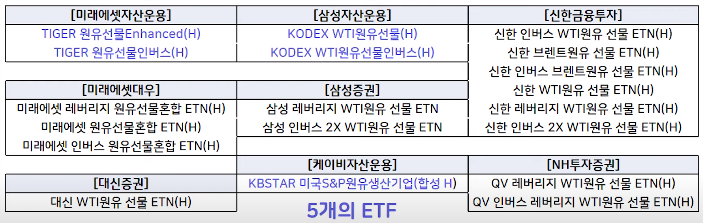 [미래에셋자산운용]
TIGER 원유선물Enhanced(H)
TIGER 원유선물인버스(H)
[삼성자산운용]
KODEX WTI원유선물(H)
KODEX WTI원유선물인버스(H)
[신한금융투자]
신한 인버스 WTI원유 선물 ETN(H)
신한 브렌트원유 선물 ETN(H)
신한 인버스 브렌트원유 선물 ETN(H)
신한 WTI원유 선물 ETN(H)
신한 레버리지 WTI원유 선물 ETN(H)
신한 인버스 2X WTI원유 선물 ETN(H)
[미래에셋대우]
미래에셋 레버리지 원유선물혼합 ETN(H)
미래에셋 원유선물혼합 ETN(H)
미래에셋 인버스 원유선물혼합 ETN(H)
[삼성증권]
삼성 레버리지 WTI원유 선물 ETN
삼성 인버스 2X WTI원유 선물 ETN
[대신증권]
대신 WTI원유 선물 ETN(H)
[케이비자산운용]
KBSTAR 미국S&P원유생산기업(합성 H)
[NH투자증권]
QV 레버리지 WTI원유 선물 ETN(H)
QV 인버스 레버리지 WTI원유 선물 ETN(H)
5개의 ETF